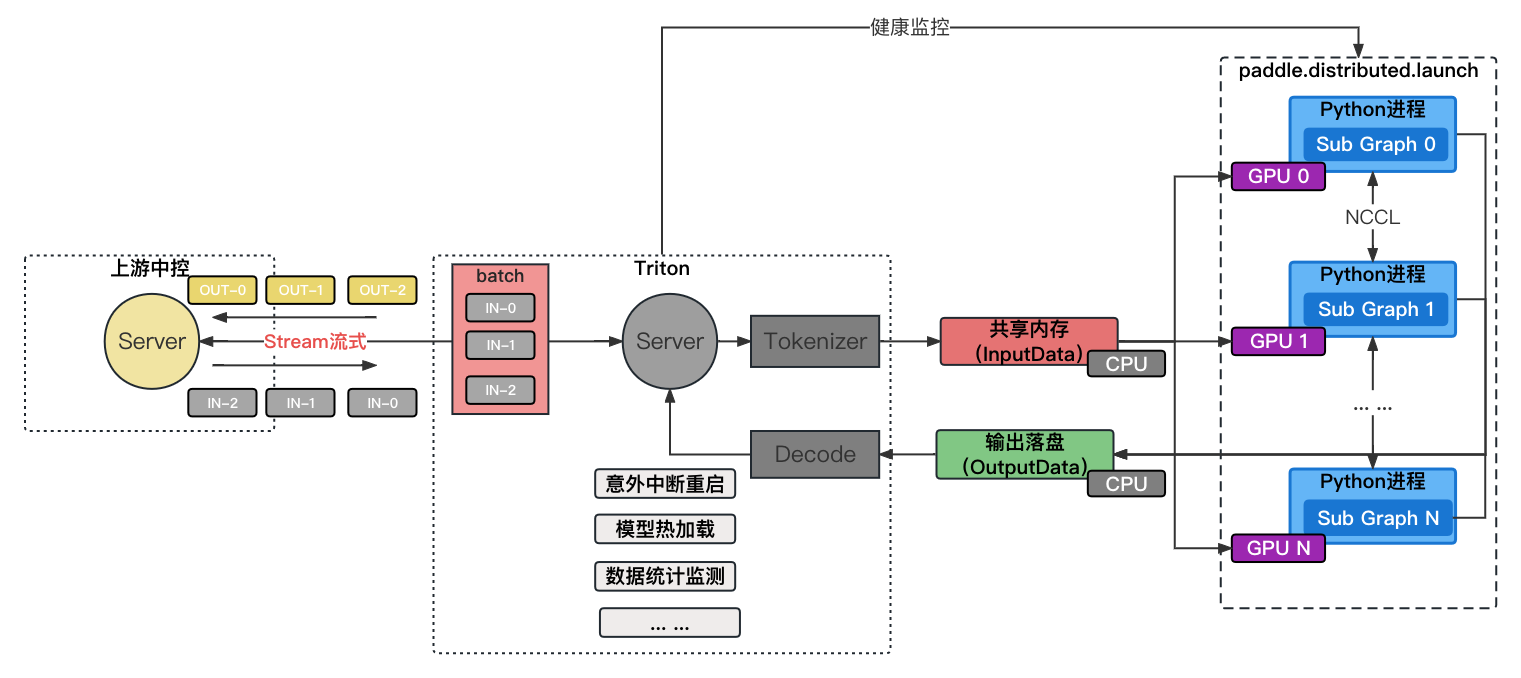 健康监控
paddle.distributed.launch
Python进程
Sub Graph 0
GPU 0
NCCL
Python进程
Sub Graph 1
GPU 1
... ...
Python进程
Sub Graph N
GPU N
上游中控
OUT-0
OUT-1
OUT-2
Server
Stream流式
IN-2
IN-1
IN-0
Triton
batch
IN-0
IN-1
IN-2
Server
Tokenizer
共享内存
（InputData）
CPU
Decode
输出落盘
（OutputData）
CPU
意外中断重启
模型热加载
数据统计监测
... ...